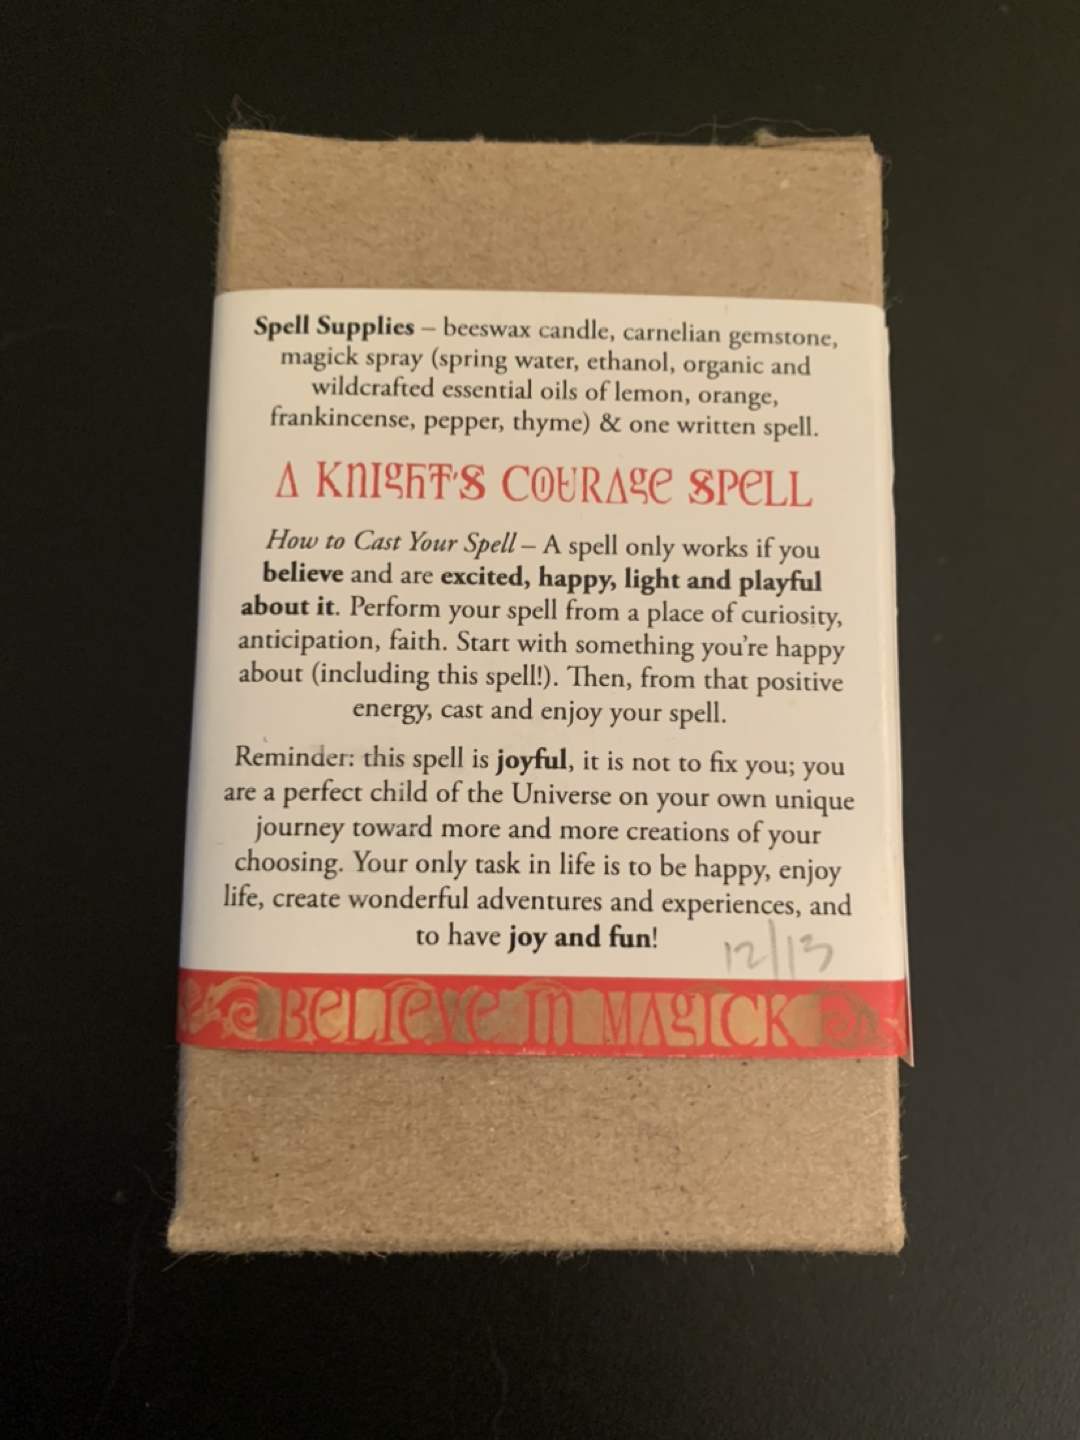 Spell Supplies – beeswax candle, carnelian gemstone,
magick spray (spring water, ethanol, organic and
wildcrafted essential oils of lemon, orange,
frankincense, pepper, thyme) & one written spell.
A KNIGHT'S COURAGE SPELL
How to Cast Your Spell – A spell only works if you
believe and are excited, happy, light and playful
about it. Perform your spell from a place of curiosity,
anticipation, faith. Start with something you're happy
about (including this spell!). Then, from that positive
energy, cast and enjoy your spell.
Reminder: this spell is joyful, it is not to fix you; you
are a perfect child of the Universe on your own unique
journey toward more and more creations of your
choosing. Your only task in life is to be happy, enjoy
life, create wonderful adventures and experiences, and
to have joy and fun!
12/13
BELIEVE IN MAGICK